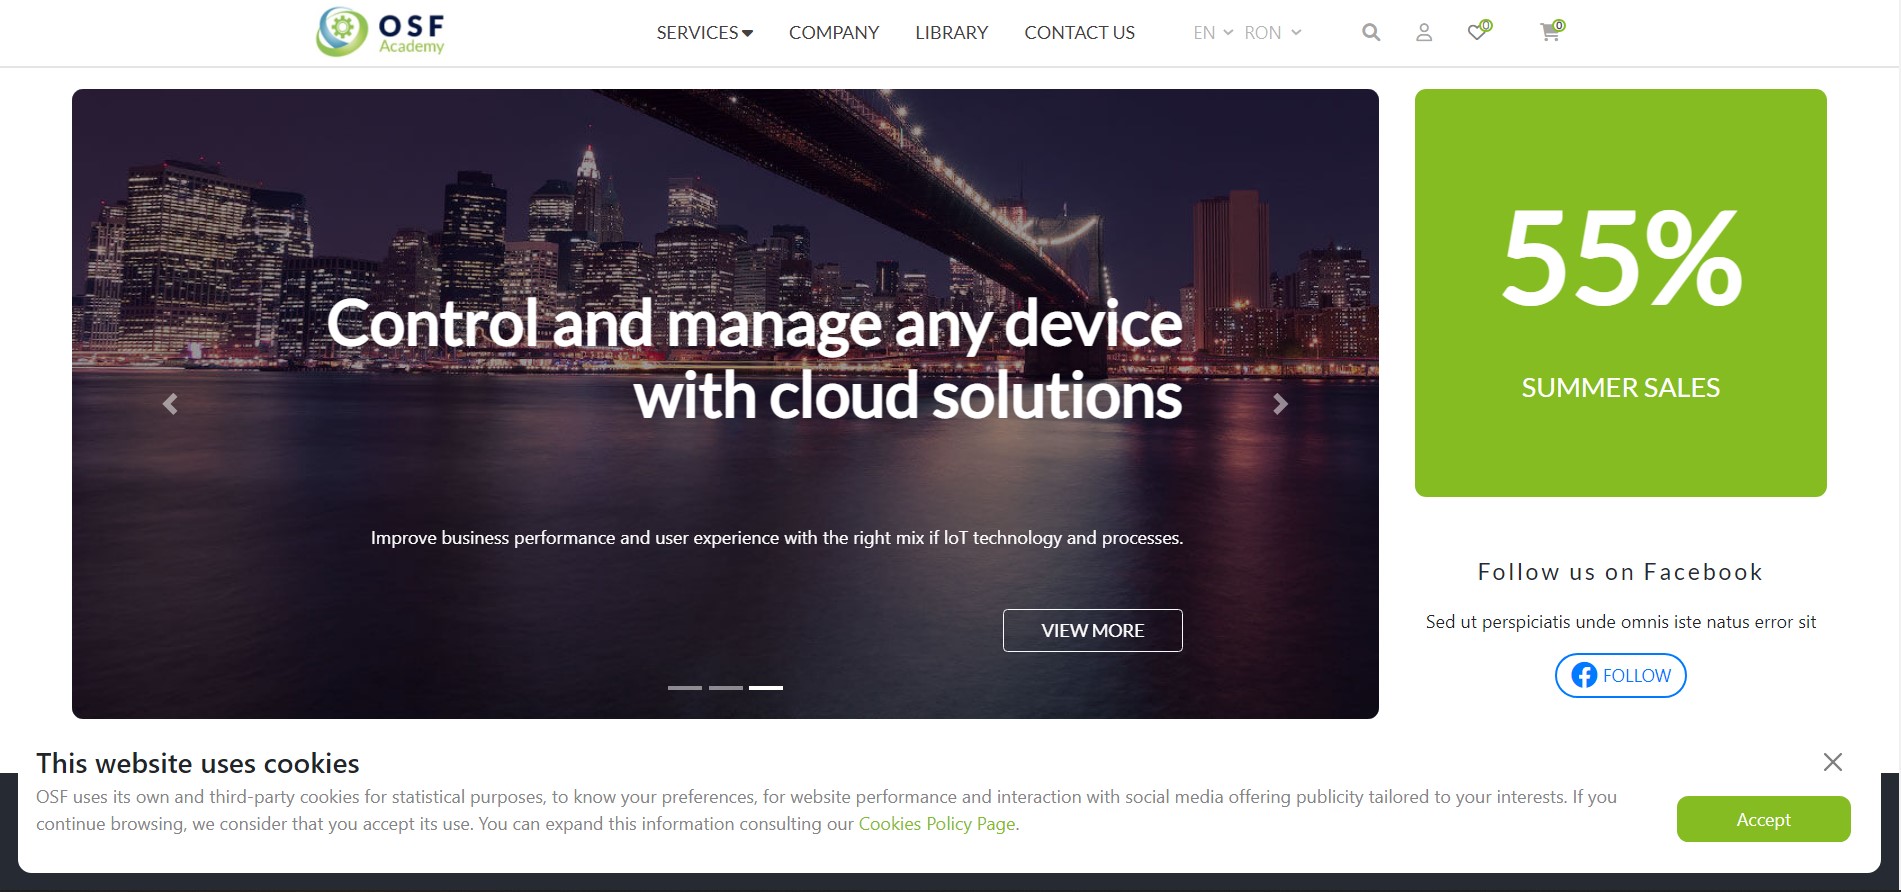 OSF
Academy
SERVICES
COMPANY
LIBRARY
CONTACT US
EN
RON
0
0
Control and manage any device
with cloud solutions
Improve business performance and user experience with the right mix if IoT technology and processes.
VIEW MORE
55%
SUMMER SALES
Follow us on Facebook
Sed ut perspiciatis unde omnis iste natus error sit
FOLLOW
This website uses cookies
OSF uses its own and third-party cookies for statistical purposes, to know your preferences, for website performance and interaction with social media offering publicity tailored to your interests. If you
continue browsing, we consider that you accept its use. You can expand this information consulting our Cookies Policy Page.
Accept